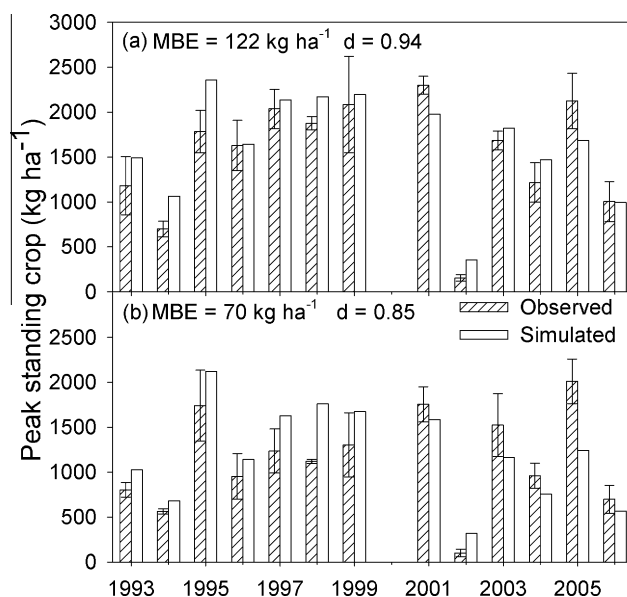 3000
(a) MBE = 122 kg ha⁻¹ d = 0.94
2500
2000
1500
1000
500
0
Peak standing crop (kg ha⁻¹)
(b) MBE = 70 kg ha⁻¹ d = 0.85
Observed
Simulated
2500
2000
1500
1000
500
0
1993 1995 1997 1999 2001 2003 2005